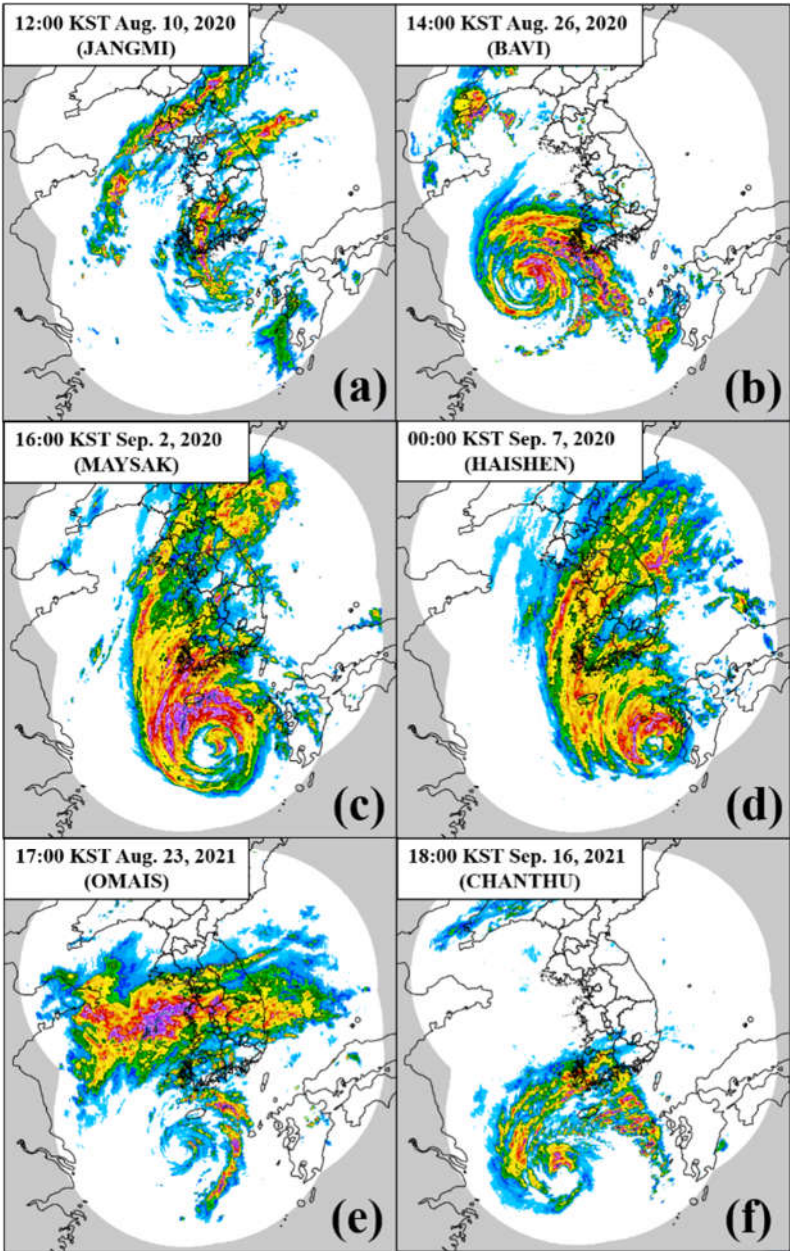 12:00 KST Aug. 10, 2020
(JANGMI)
(a)
14:00 KST Aug. 26, 2020
(BAVI)
(b)
16:00 KST Sep. 2, 2020
(MAYSAK)
(c)
00:00 KST Sep. 7, 2020
(HAISHEN)
(d)
17:00 KST Aug. 23, 2021
(OMAIS)
(e)
18:00 KST Sep. 16, 2021
(CHANTHU)
(f)